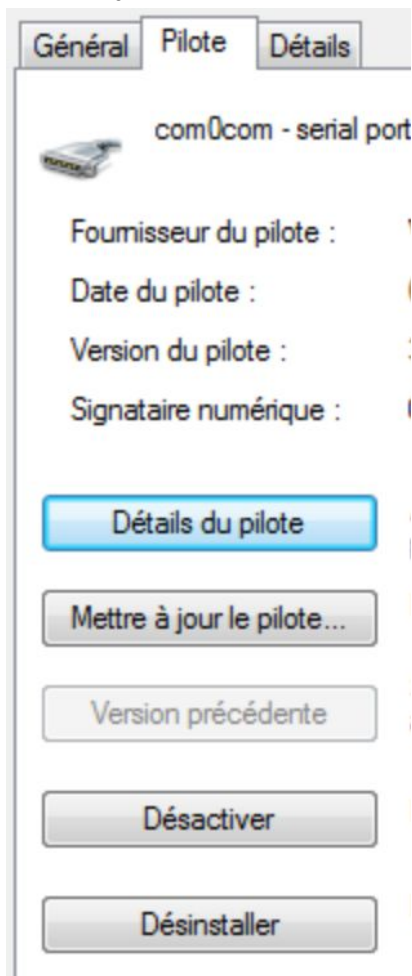 Général Pilote Détails
com0com - serial port
Fournisseur du pilote :
Date du pilote :
Version du pilote :
Signataire numérique :
Détails du pilote
Mettre à jour le pilote...
Version précédente
Désactiver
Désinstaller